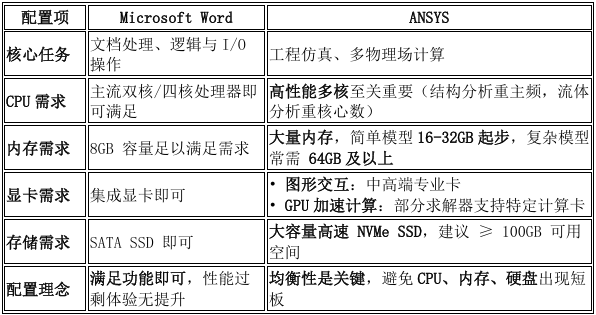 配置项 Microsoft Word ANSYS
核心任务 文档处理、逻辑与 I/O
操作 工程仿真、多物理场计算
CPU 需求 主流双核/四核处理器即
可满足 高性能多核至关重要（结构分析重主频，流体
分析重核心数）
内存需求 8GB 容量足以满足需求 大量内存，简单模型 16-32GB 起步，复杂模型
常需 64GB 及以上
显卡需求 集成显卡即可 • 图形交互：中高端专业卡
• GPU 加速计算：部分求解器支持特定计算卡
存储需求 SATA SSD 即可 大容量高速 NVMe SSD，建议 ≥ 100GB 可用
空间
配置理念 满足功能即可，性能过
剩体验无提升 均衡性是关键，避免 CPU、内存、硬盘出现短
板